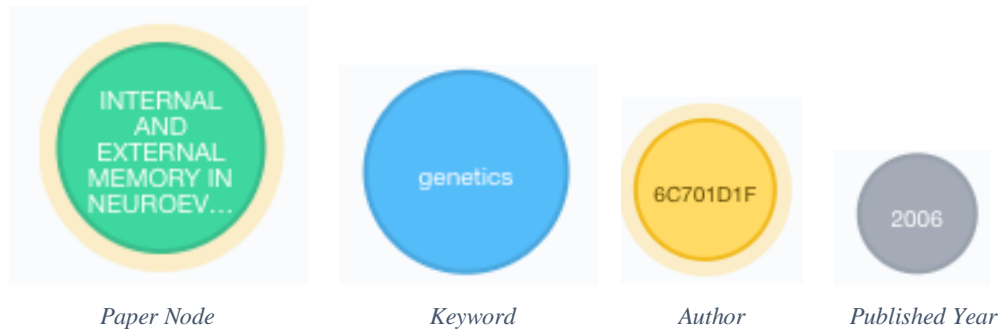 INTERNAL
AND
EXTERNAL
MEMORY IN
NEUROEV...
genetics
6C701D1F
2006
Paper Node
Keyword
Author
Published Year